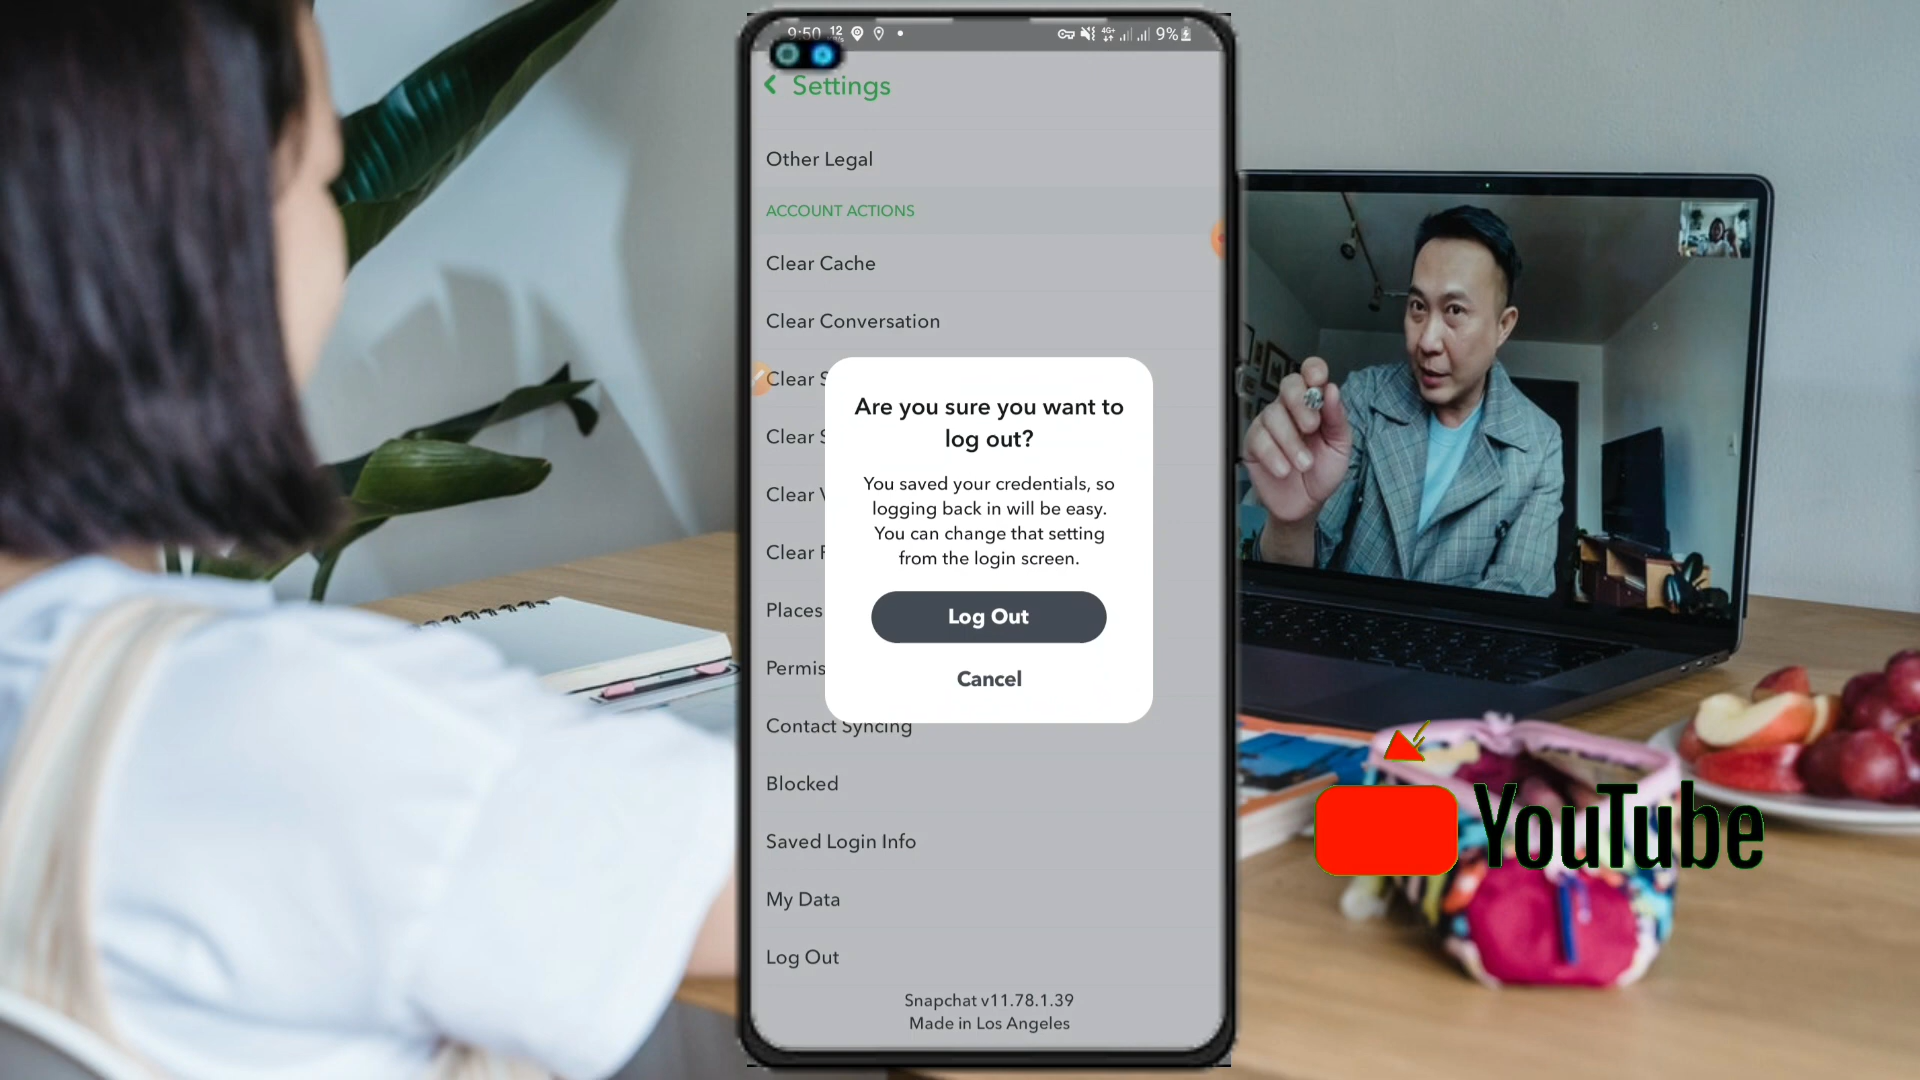 9:50 12 4G+ 9%
Settings
Other Legal
ACCOUNT ACTIONS
Clear Cache
Clear Conversation
Clear S
Clear S
Clear V
Clear
Places
Permis
Contact Syncing
Blocked
Saved Login Info
My Data
Log Out
Snapchat v11.78.1.39
Made in Los Angeles
Are you sure you want to
log out?
You saved your credentials, so
logging back in will be easy.
You can change that setting
from the login screen.
Log Out
Cancel
YouTube